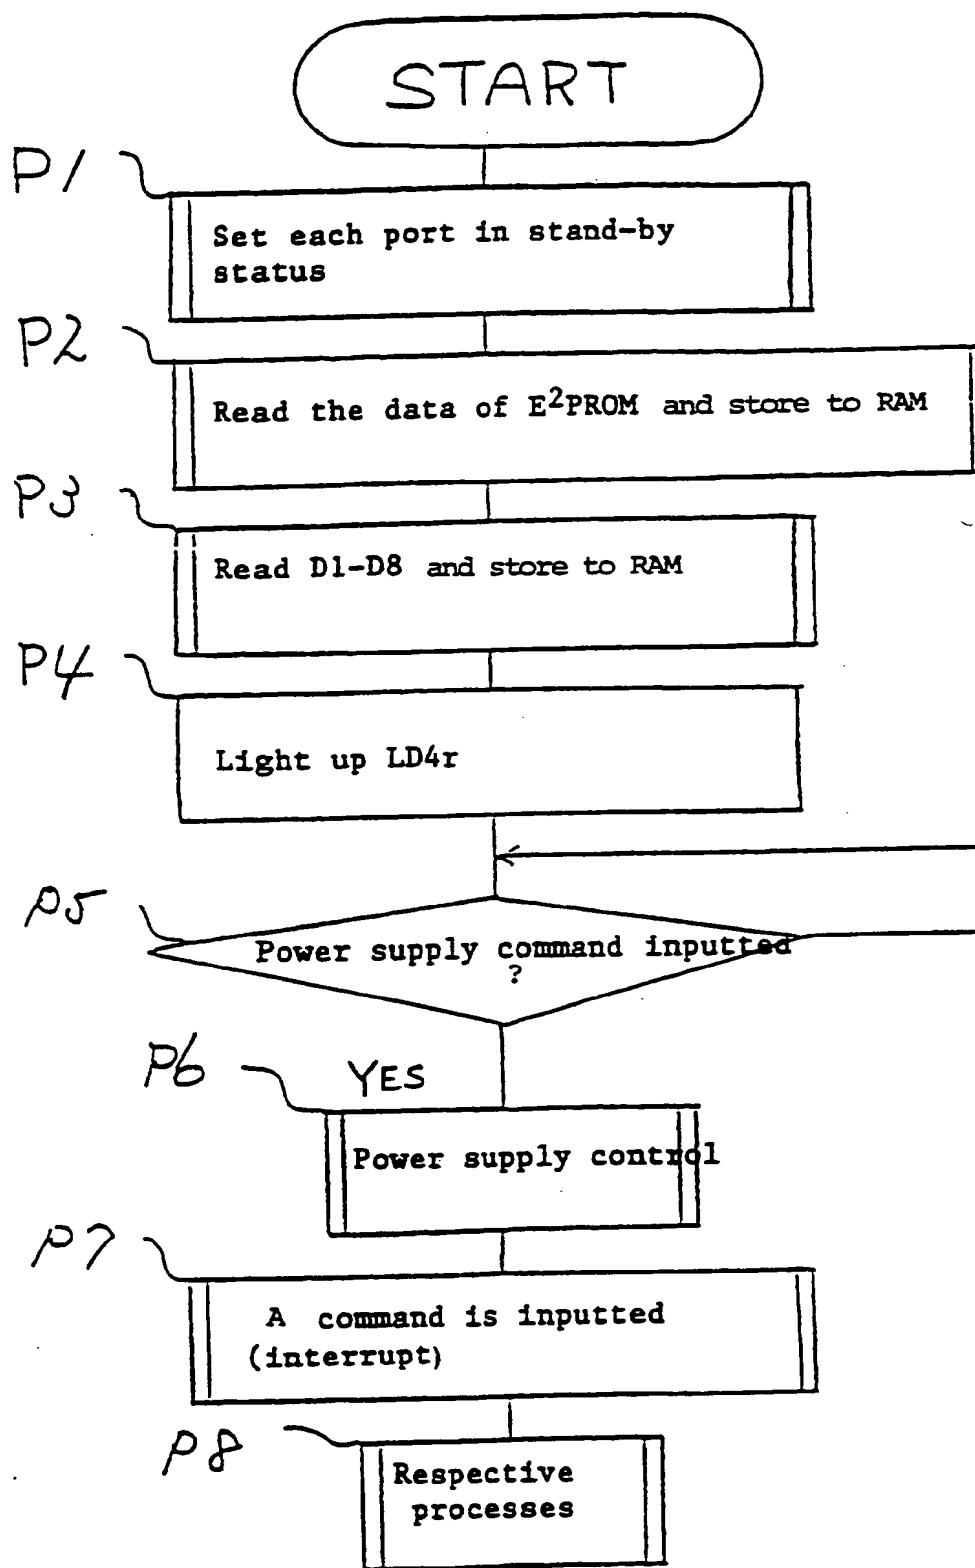 START
P1
Set each port in stand-by
status
P2
Read the data of E²PROM and store to RAM
P3
Read D1-D8 and store to RAM
P4
Light up LD4r
P5
Power supply command inputted
?
P6
YES
Power supply control
P7
A command is inputted
(interrupt)
P8
Respective
processes